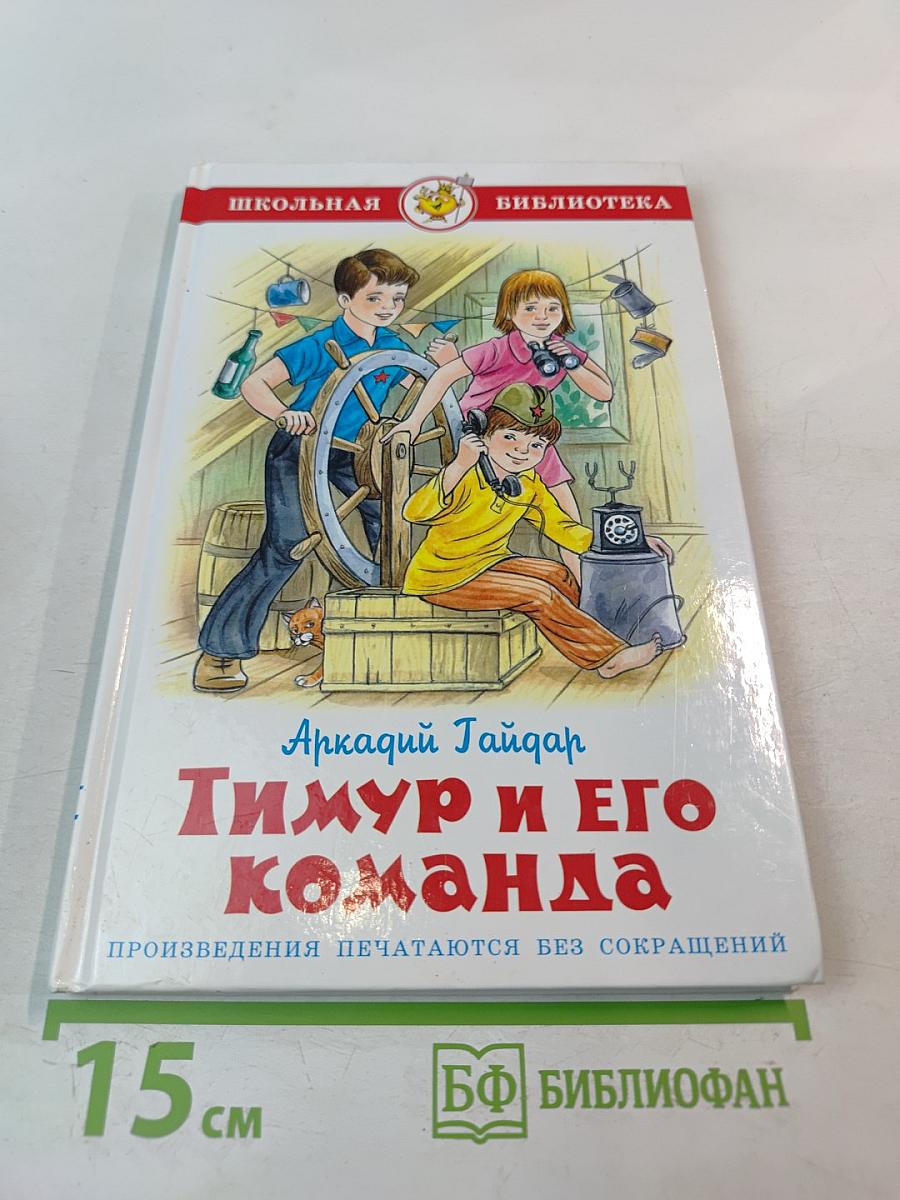 ШКОЛЬНАЯ БИБЛИОТЕКА
Аркадий Гайдар
Тимур и его
команда
ПРОИЗВЕДЕНИЯ ПЕЧАТАЮТСЯ БЕЗ СОКРАЩЕНИЙ
15 см
БФ БИБЛИОФАН